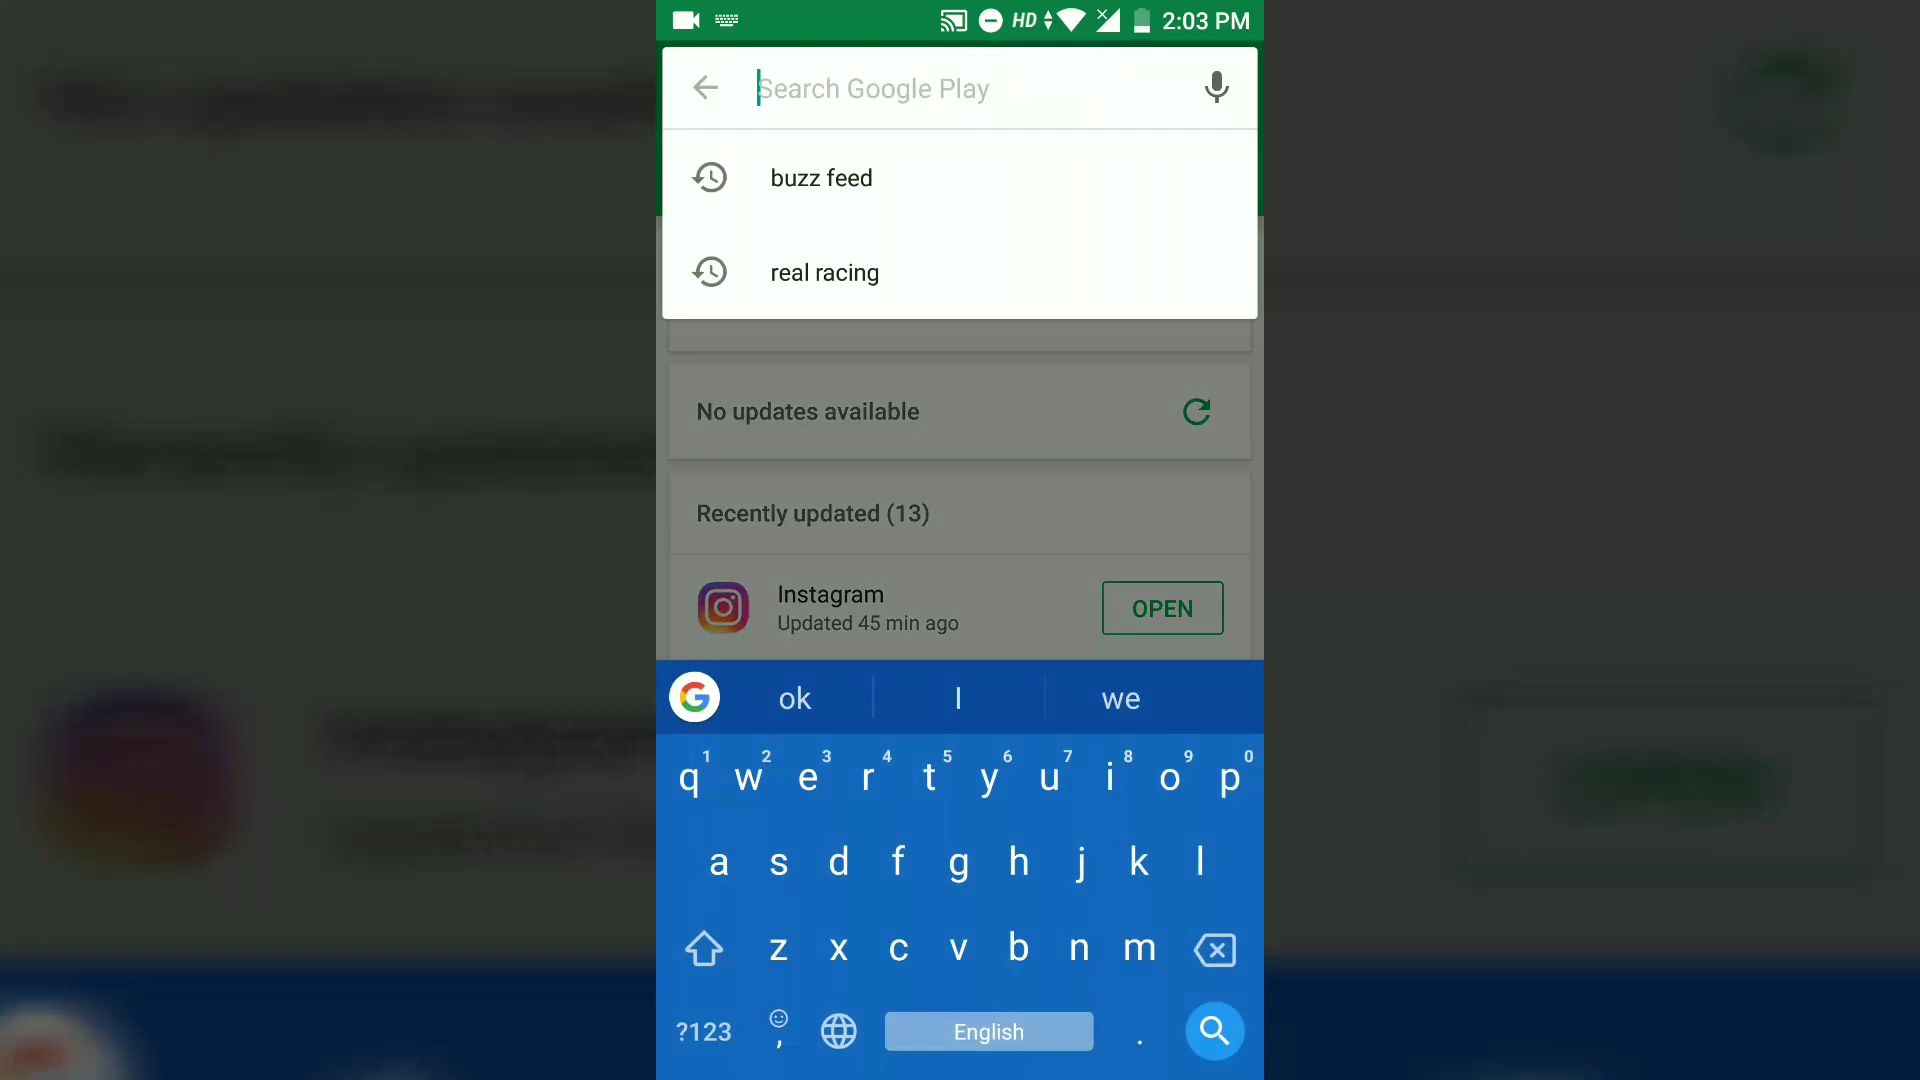 HD 2:03 PM
Search Google Play
buzz feed
real racing
No updates available
Recently updated (13)
Instagram
Updated 45 min ago
OPEN
G ok I we
1 2 3 4 5 6 7 8 9 0
q w e r t y u i o p
a s d f g h j k l
z x c v b n m
?123 , English .